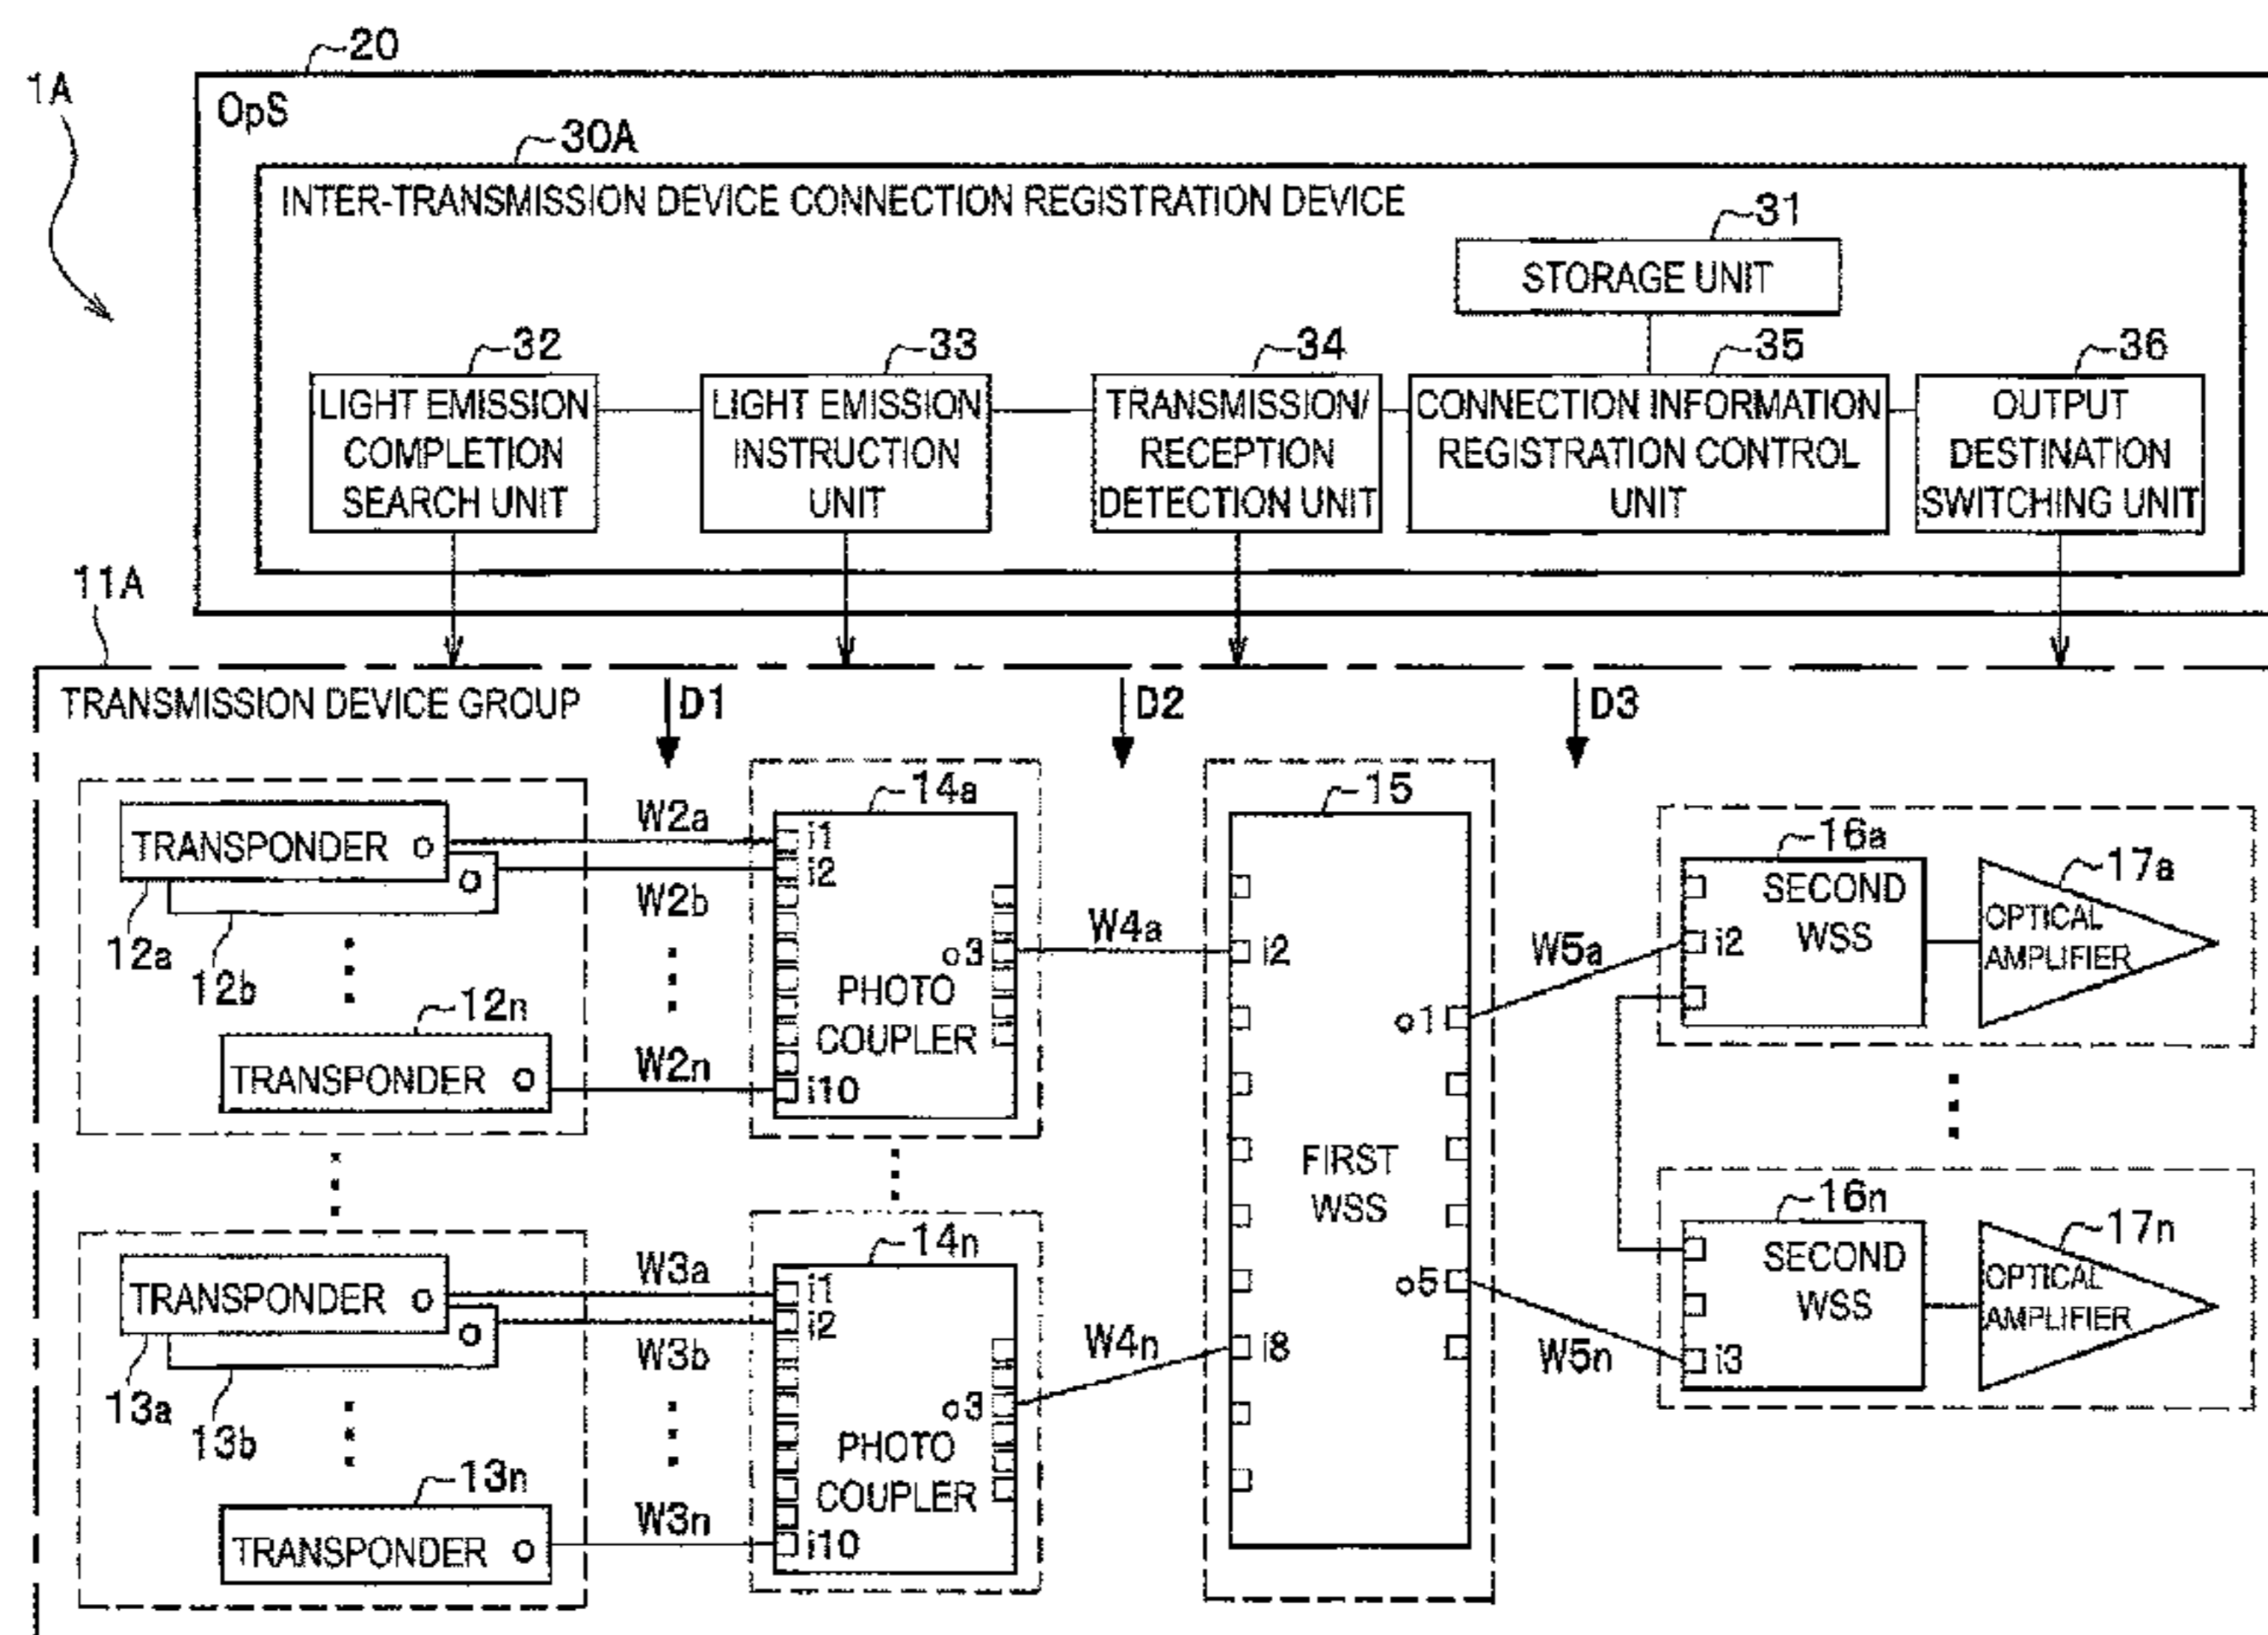 20
1A
OpS
30A
INTER-TRANSMISSION DEVICE CONNECTION REGISTRATION DEVICE
31
STORAGE UNIT
32
33
34
35
36
LIGHT EMISSION
COMPLETION
SEARCH UNIT
LIGHT EMISSION
INSTRUCTION
UNIT
TRANSMISSION/
RECEPTION
DETECTION UNIT
CONNECTION INFORMATION
REGISTRATION CONTROL
UNIT
OUTPUT
DESTINATION
SWITCHING UNIT
11A
TRANSMISSION DEVICE GROUP
D1
D2
D3
TRANSPONDER o
o
12a
12b
12n
TRANSPONDER o
W2a
W2b
W2n
14a
i1
i2
i10
o3
PHOTO
COUPLER
W4a
15
i2
i8
o1
o5
FIRST
WSS
W5a
W5n
16a
i2
SECOND
WSS
17a
OPTICAL
AMPLIFIER
TRANSPONDER o
o
13a
13b
13n
TRANSPONDER o
W3a
W3b
W3n
14n
i1
i2
i10
o3
PHOTO
COUPLER
W4n
16n
i3
SECOND
WSS
17n
OPTICAL
AMPLIFIER